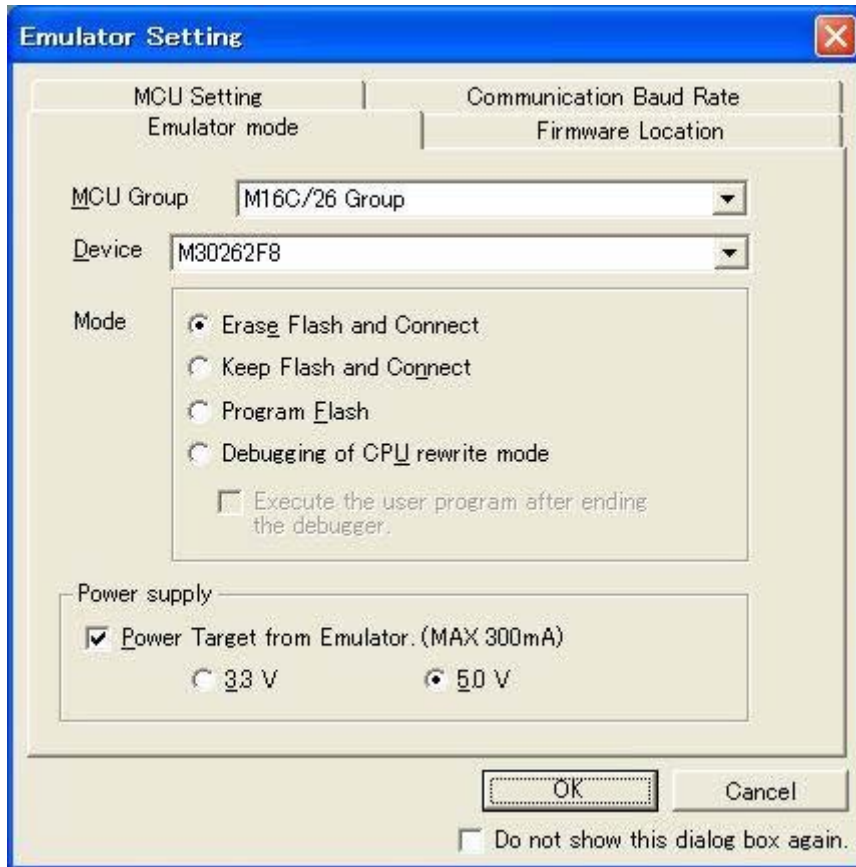 Emulator Setting
MCU Setting
Communication Baud Rate
Emulator mode
Firmware Location
MCU Group
M16C/26 Group
Device
M30262F8
Mode
Erase Flash and Connect
Keep Flash and Connect
Program Flash
Debugging of CPU rewrite mode
Execute the user program after ending
the debugger.
Power supply
Power Target from Emulator. (MAX 300mA)
3.3 V
5.0 V
OK
Cancel
Do not show this dialog box again.